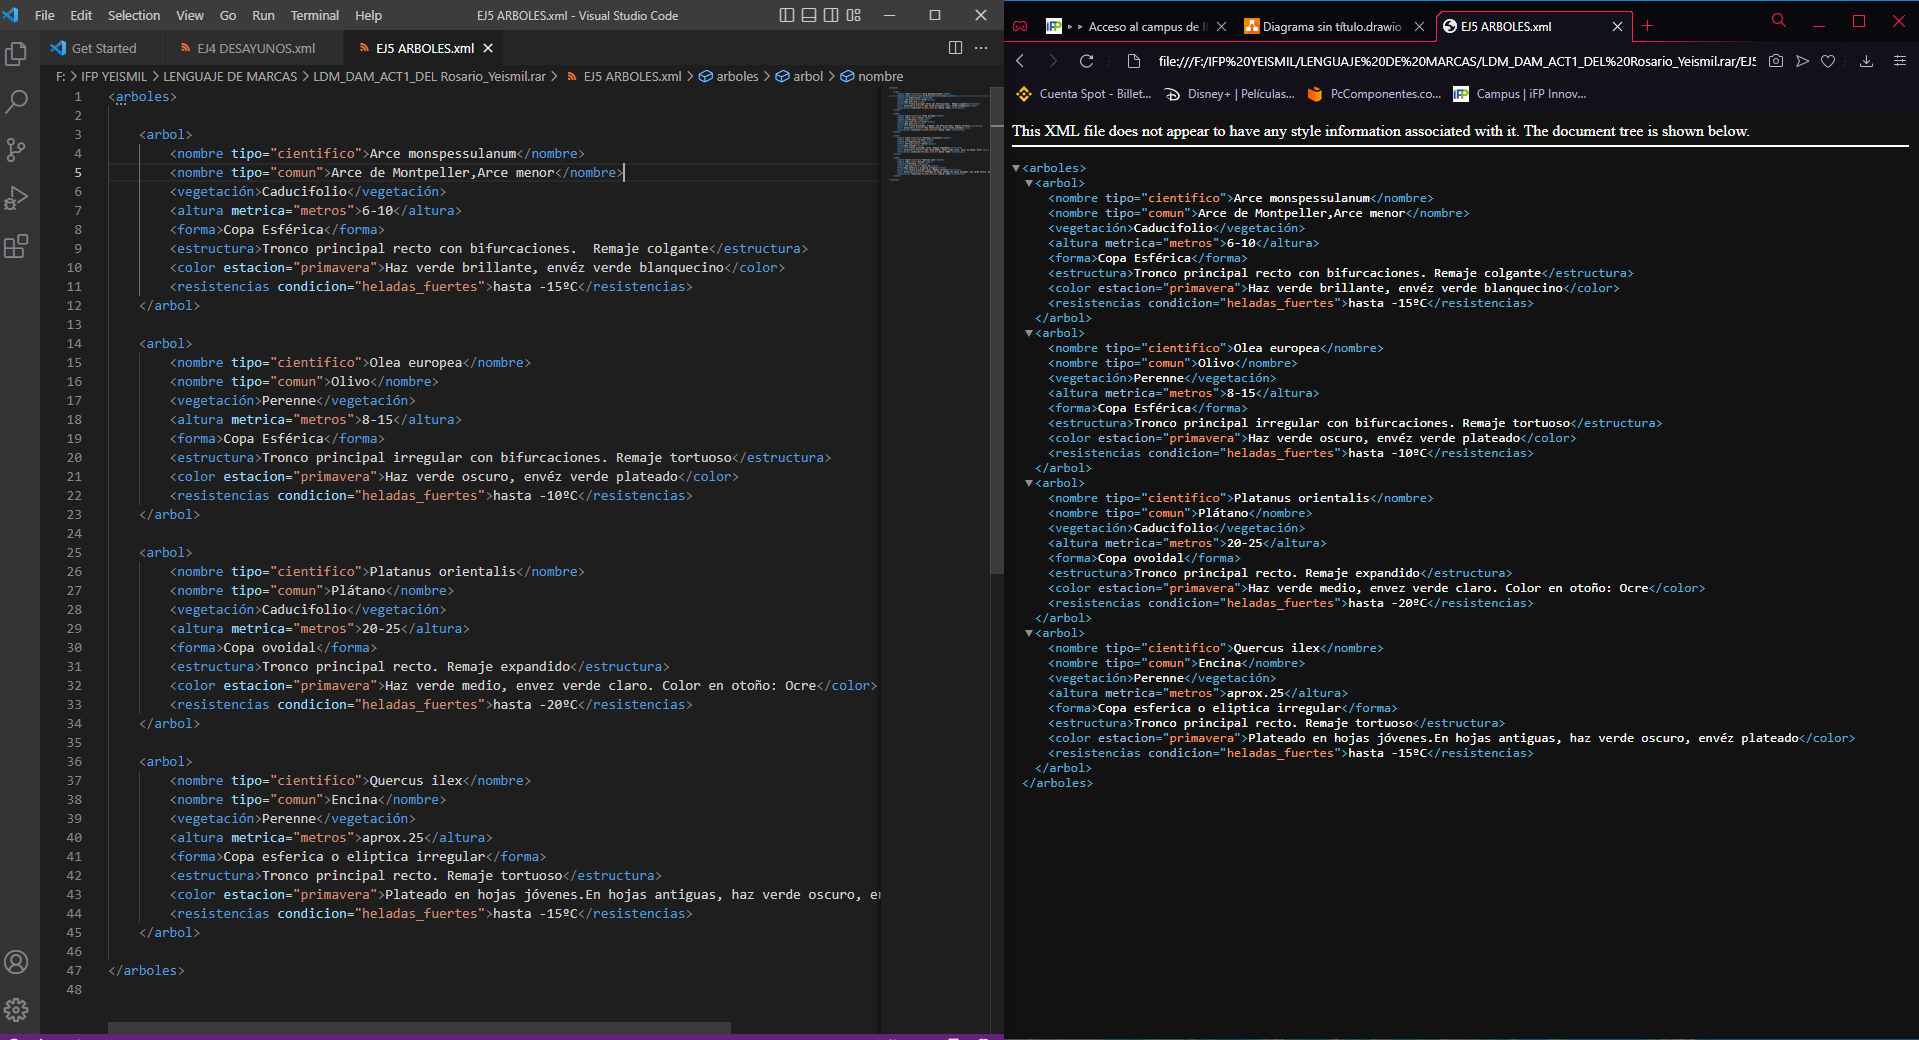 File Edit Selection View Go Run Terminal Help EJ5 ARBOLES.xml - Visual Studio Code
Get Started EJ4 DESAYUNOS.xml EJ5 ARBOLES.xml
F: > IFP YEISMIL > LENGUAJE DE MARCAS > LDM_DAM_ACT1_DEL Rosario_Yeismil.rar > EJ5 ARBOLES.xml > arboles > arbol > nombre
1 <arboles>
2
3 <arbol>
4 <nombre tipo="cientifico">Arce monspessulanum</nombre>
5 <nombre tipo="comun">Arce de Montpeller,Arce menor</nombre>
6 <vegetación>Caducifolio</vegetación>
7 <altura metrica="metros">6-10</altura>
8 <forma>Copa Esférica</forma>
9 <estructura>Tronco principal recto con bifurcaciones.  Remaje colgante</estructura>
10 <color estacion="primavera">Haz verde brillante, envéz verde blanquecino</color>
11 <resistencias condicion="heladas_fuertes">hasta -15ºC</resistencias>
12 </arbol>
13
14 <arbol>
15 <nombre tipo="cientifico">Olea europea</nombre>
16 <nombre tipo="comun">Olivo</nombre>
17 <vegetación>Perenne</vegetación>
18 <altura metrica="metros">8-15</altura>
19 <forma>Copa Esférica</forma>
20 <estructura>Tronco principal irregular con bifurcaciones. Remaje tortuoso</estructura>
21 <color estacion="primavera">Haz verde oscuro, envéz verde plateado</color>
22 <resistencias condicion="heladas_fuertes">hasta -10ºC</resistencias>
23 </arbol>
24
25 <arbol>
26 <nombre tipo="cientifico">Platanus orientalis</nombre>
27 <nombre tipo="comun">Plátano</nombre>
28 <vegetación>Caducifolio</vegetación>
29 <altura metrica="metros">20-25</altura>
30 <forma>Copa ovoidal</forma>
31 <estructura>Tronco principal recto. Remaje expandido</estructura>
32 <color estacion="primavera">Haz verde medio, envez verde claro. Color en otoño: Ocre</color>
33 <resistencias condicion="heladas_fuertes">hasta -20ºC</resistencias>
34 </arbol>
35
36 <arbol>
37 <nombre tipo="cientifico">Quercus ilex</nombre>
38 <nombre tipo="comun">Encina</nombre>
39 <vegetación>Perenne</vegetación>
40 <altura metrica="metros">aprox.25</altura>
41 <forma>Copa esferica o eliptica irregular</forma>
42 <estructura>Tronco principal recto. Remaje tortuoso</estructura>
43 <color estacion="primavera">Plateado en hojas jóvenes.En hojas antiguas, haz verde oscuro,
44 <resistencias condicion="heladas_fuertes">hasta -15ºC</resistencias>
45 </arbol>
46
47 </arboles>
48
IFP Acceso al campus de Diagrama sin título.drawio EJ5 ARBOLES.xml
file:///F:/IFP%20YEISMIL/LENGUAJE%20DE%20MARCAS/LDM_DAM_ACT1_DEL%20Rosario_Yeismil.rar/EJ5
Cuenta Spot - Billet... Disney+ | Películas... PcComponentes.co... IFP Campus | iFP Innov...
This XML file does not appear to have any style information associated with it. The document tree is shown below.
<arboles>
<arbol>
<nombre tipo="cientifico">Arce monspessulanum</nombre>
<nombre tipo="comun">Arce de Montpeller,Arce menor</nombre>
<vegetación>Caducifolio</vegetación>
<altura metrica="metros">6-10</altura>
<forma>Copa Esférica</forma>
<estructura>Tronco principal recto con bifurcaciones. Remaje colgante</estructura>
<color estacion="primavera">Haz verde brillante, envéz verde blanquecino</color>
<resistencias condicion="heladas_fuertes">hasta -15ºC</resistencias>
</arbol>
<arbol>
<nombre tipo="cientifico">Olea europea</nombre>
<nombre tipo="comun">Olivo</nombre>
<vegetación>Perenne</vegetación>
<altura metrica="metros">8-15</altura>
<forma>Copa Esférica</forma>
<estructura>Tronco principal irregular con bifurcaciones. Remaje tortuoso</estructura>
<color estacion="primavera">Haz verde oscuro, envéz verde plateado</color>
<resistencias condicion="heladas_fuertes">hasta -10ºC</resistencias>
</arbol>
<arbol>
<nombre tipo="cientifico">Platanus orientalis</nombre>
<nombre tipo="comun">Plátano</nombre>
<vegetación>Caducifolio</vegetación>
<altura metrica="metros">20-25</altura>
<forma>Copa ovoidal</forma>
<estructura>Tronco principal recto. Remaje expandido</estructura>
<color estacion="primavera">Haz verde medio, envez verde claro. Color en otoño: Ocre</color>
<resistencias condicion="heladas_fuertes">hasta -20ºC</resistencias>
</arbol>
<arbol>
<nombre tipo="cientifico">Quercus ilex</nombre>
<nombre tipo="comun">Encina</nombre>
<vegetación>Perenne</vegetación>
<altura metrica="metros">aprox.25</altura>
<forma>Copa esferica o eliptica irregular</forma>
<estructura>Tronco principal recto. Remaje tortuoso</estructura>
<color estacion="primavera">Plateado en hojas jóvenes.En hojas antiguas, haz verde oscuro, envéz plateado</color>
<resistencias condicion="heladas_fuertes">hasta -15ºC</resistencias>
</arbol>
</arboles>